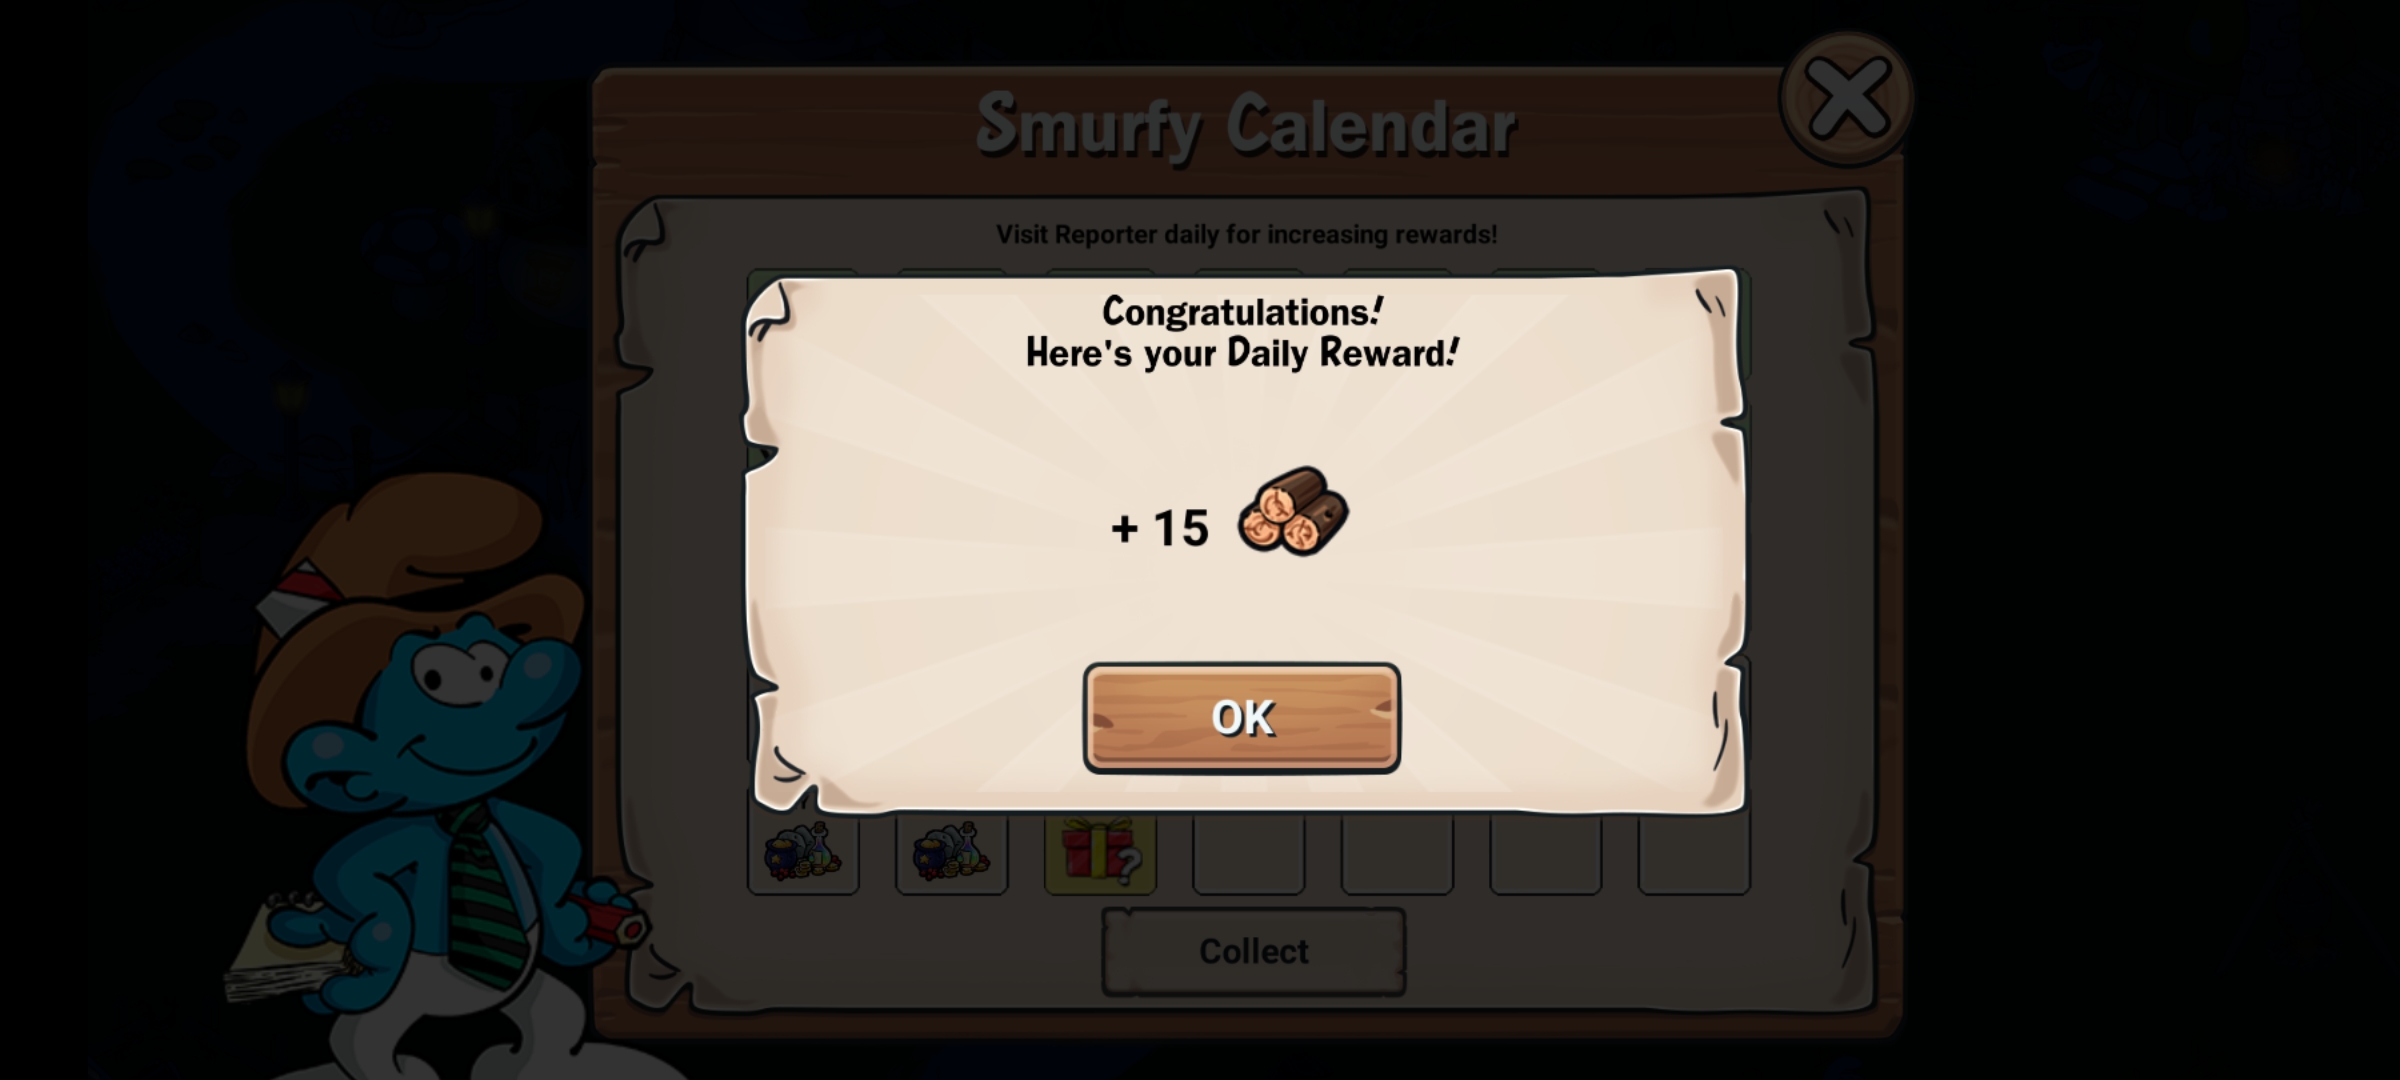 Smurfy Calendar
Visit Reporter daily for increasing rewards!
Congratulations!
Here's your Daily Reward!
+ 15
OK
?
Collect